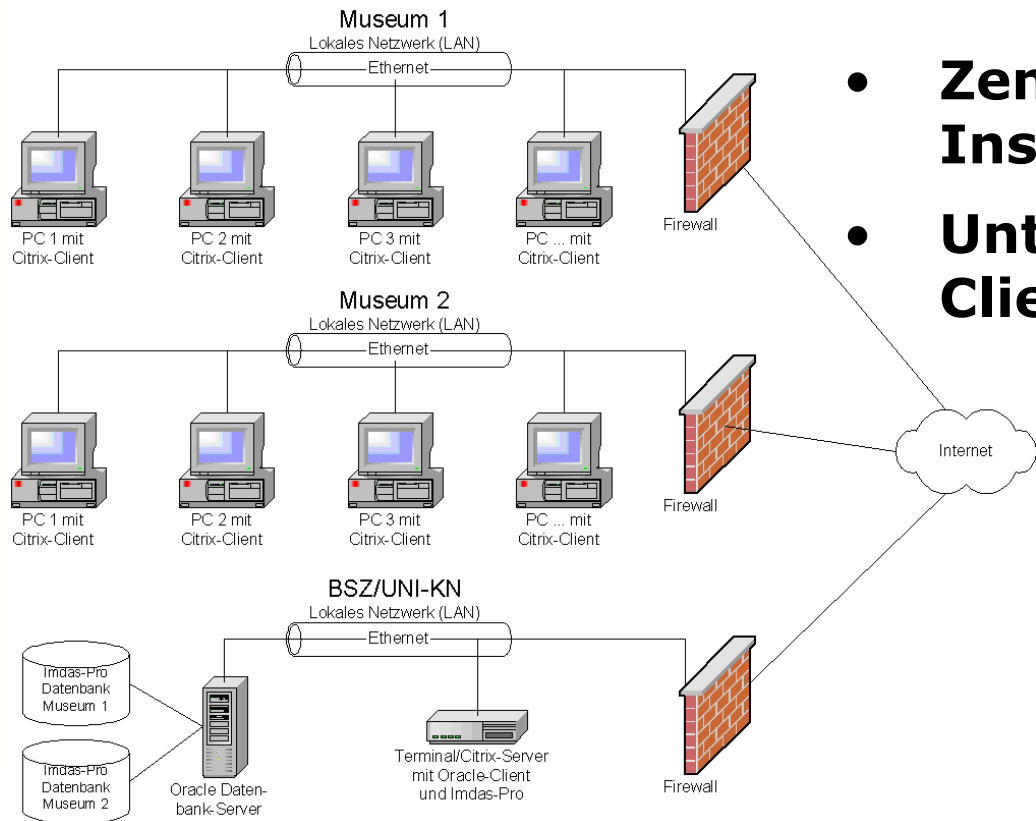 Museum 1
Lokales Netzwerk (LAN)
Ethernet
PC 1 mit
Citrix-Client
PC 2 mit
Citrix-Client
PC 3 mit
Citrix-Client
PC ... mit
Citrix-Client
Firewall
Museum 2
Lokales Netzwerk (LAN)
Ethernet
PC 1 mit
Citrix-Client
PC 2 mit
Citrix-Client
PC 3 mit
Citrix-Client
PC ... mit
Citrix-Client
Firewall
Internet
BSZ/UNI-KN
Lokales Netzwerk (LAN)
Ethernet
Imdas-Pro
Datenbank
Museum 1
Imdas-Pro
Datenbank
Museum 2
Oracle Daten-
bank-Server
Terminal/Citrix-Server
mit Oracle-Client
und Imdas-Pro
Firewall